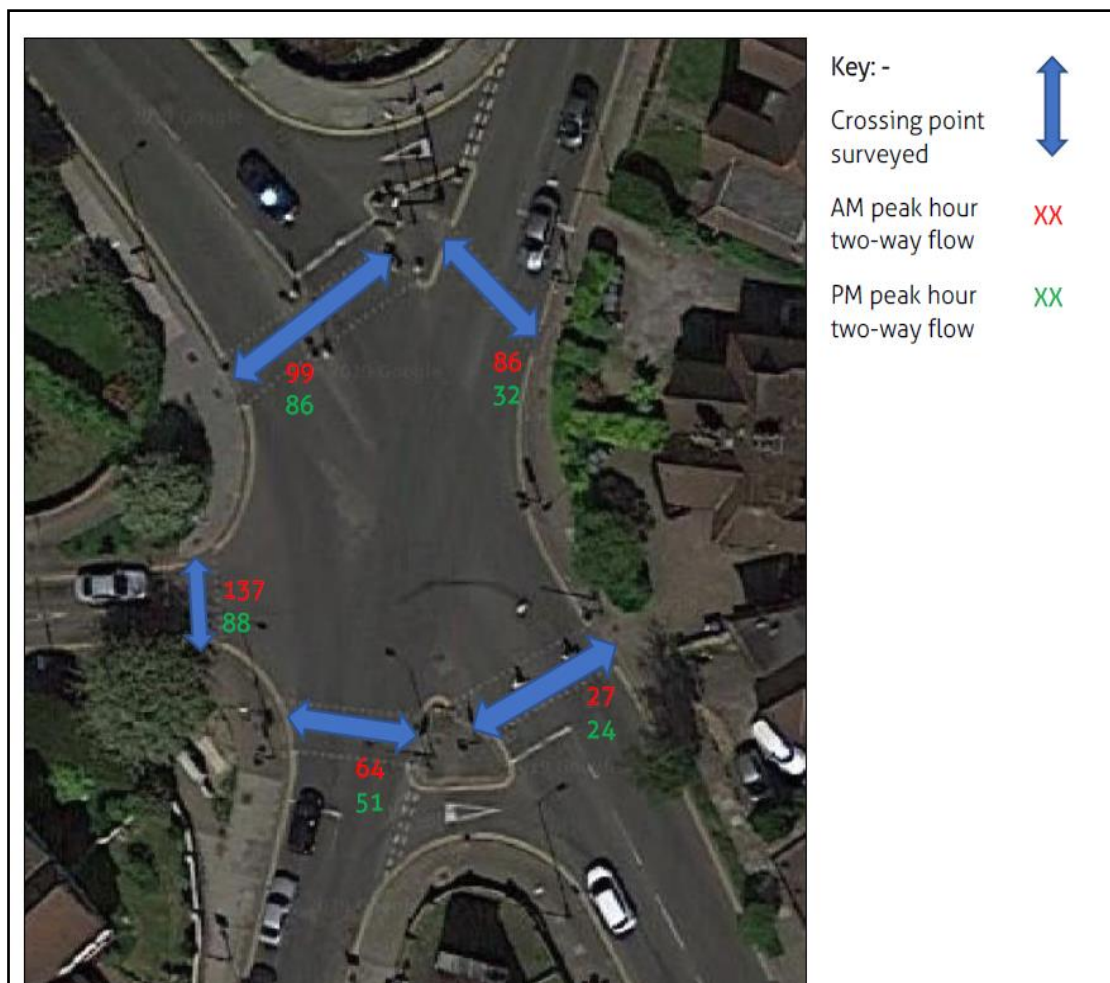 Key: -
Crossing point
surveyed
AM peak hour
two-way flow
XX
PM peak hour
two-way flow
XX
99
86
86
32
137
88
27
24
64
51